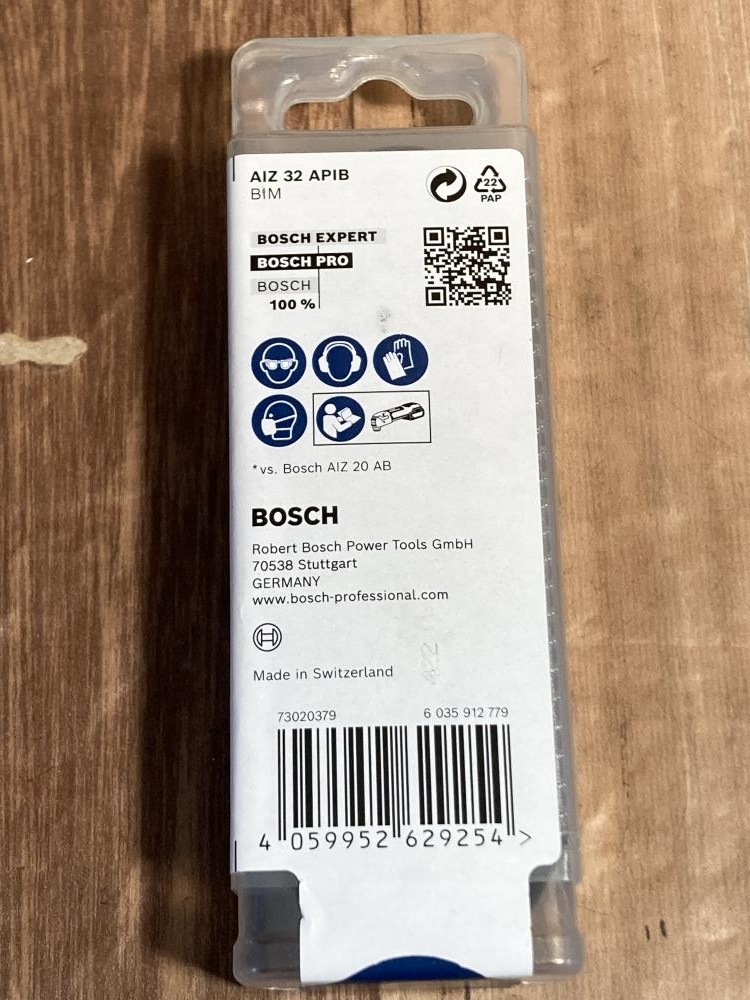 AIZ 32 APIB
BIM
22
PAP
BOSCH EXPERT
BOSCH PRO
BOSCH
100 %
*vs. Bosch AIZ 20 AB
BOSCH
Robert Bosch Power Tools GmbH
70538 Stuttgart
GERMANY
www.bosch-professional.com
Made in Switzerland
73020379 6 035 912 779
4 059952 629254 >